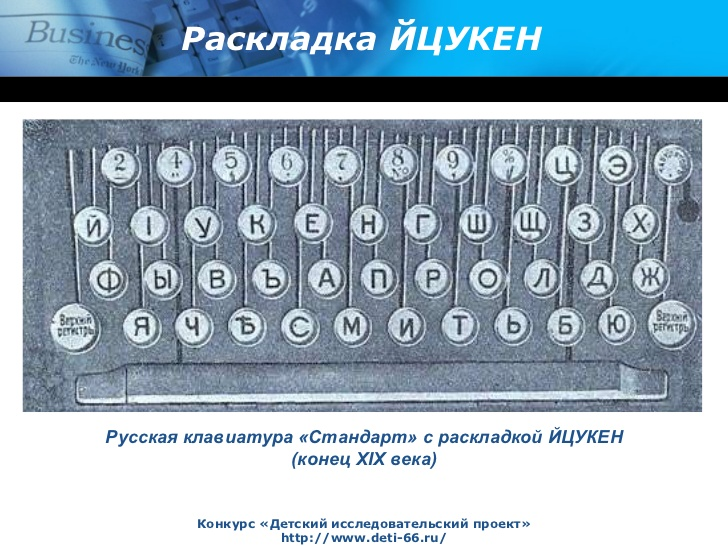 Busines
The New York
Раскладка ЙЦУКЕН
2 4 5 6 7 8 № 9 % Ц Э
Й І У К Е Н Г Ш Щ З Х
Ф Ы В Ъ А П Р О Л Д Ж
Верхній регистръ Я Ч Ѣ С М И Т Ь Б Ю Верхній регистръ
Русская клавиатура «Стандарт» с раскладкой ЙЦУКЕН
(конец XIX века)
Конкурс «Детский исследовательский проект»
http://www.deti-66.ru/